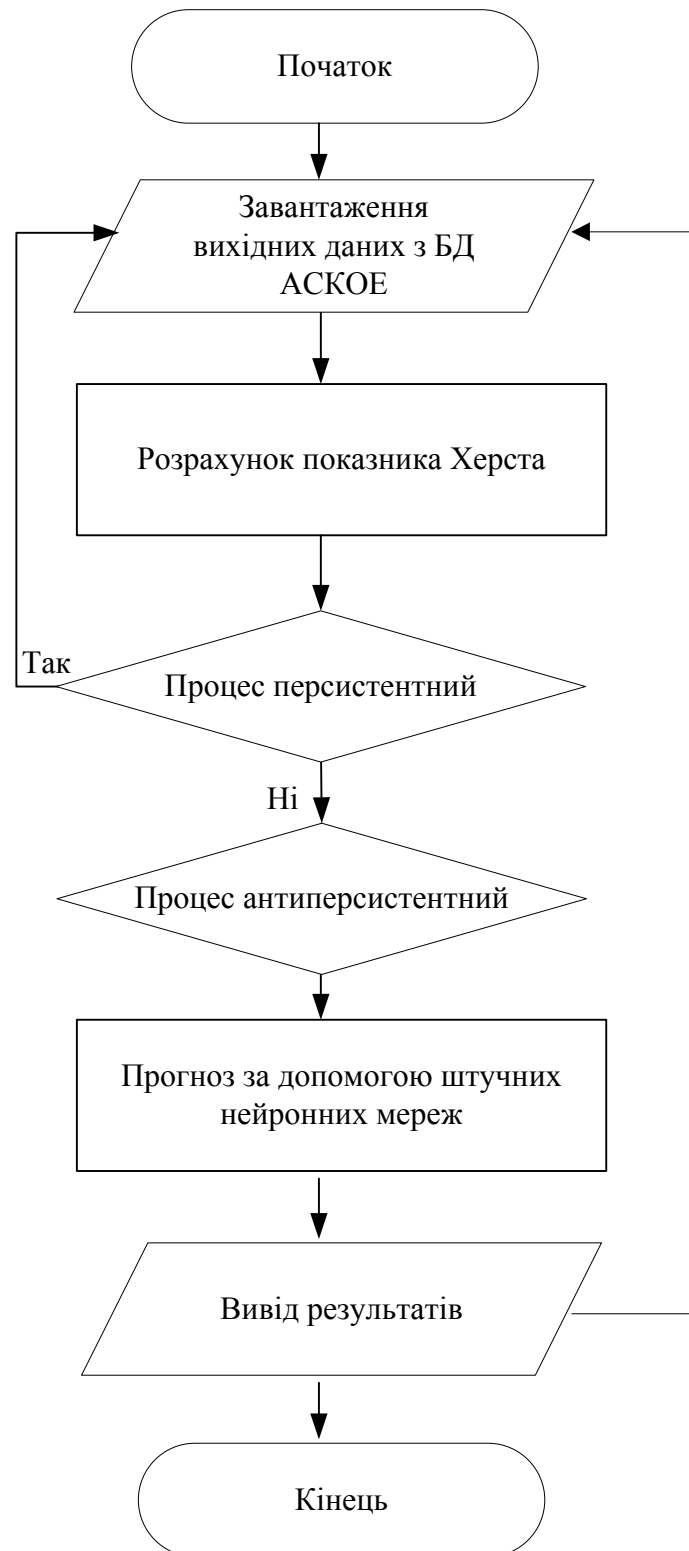 Початок
Завантаження
вихідних даних з БД
АСКОЕ
Розрахунок показника Херста
Так
Процес персистентний
Ні
Процес антиперсистентний
Прогноз за допомогою штучних
нейронних мереж
Вивід результатів
Кінець